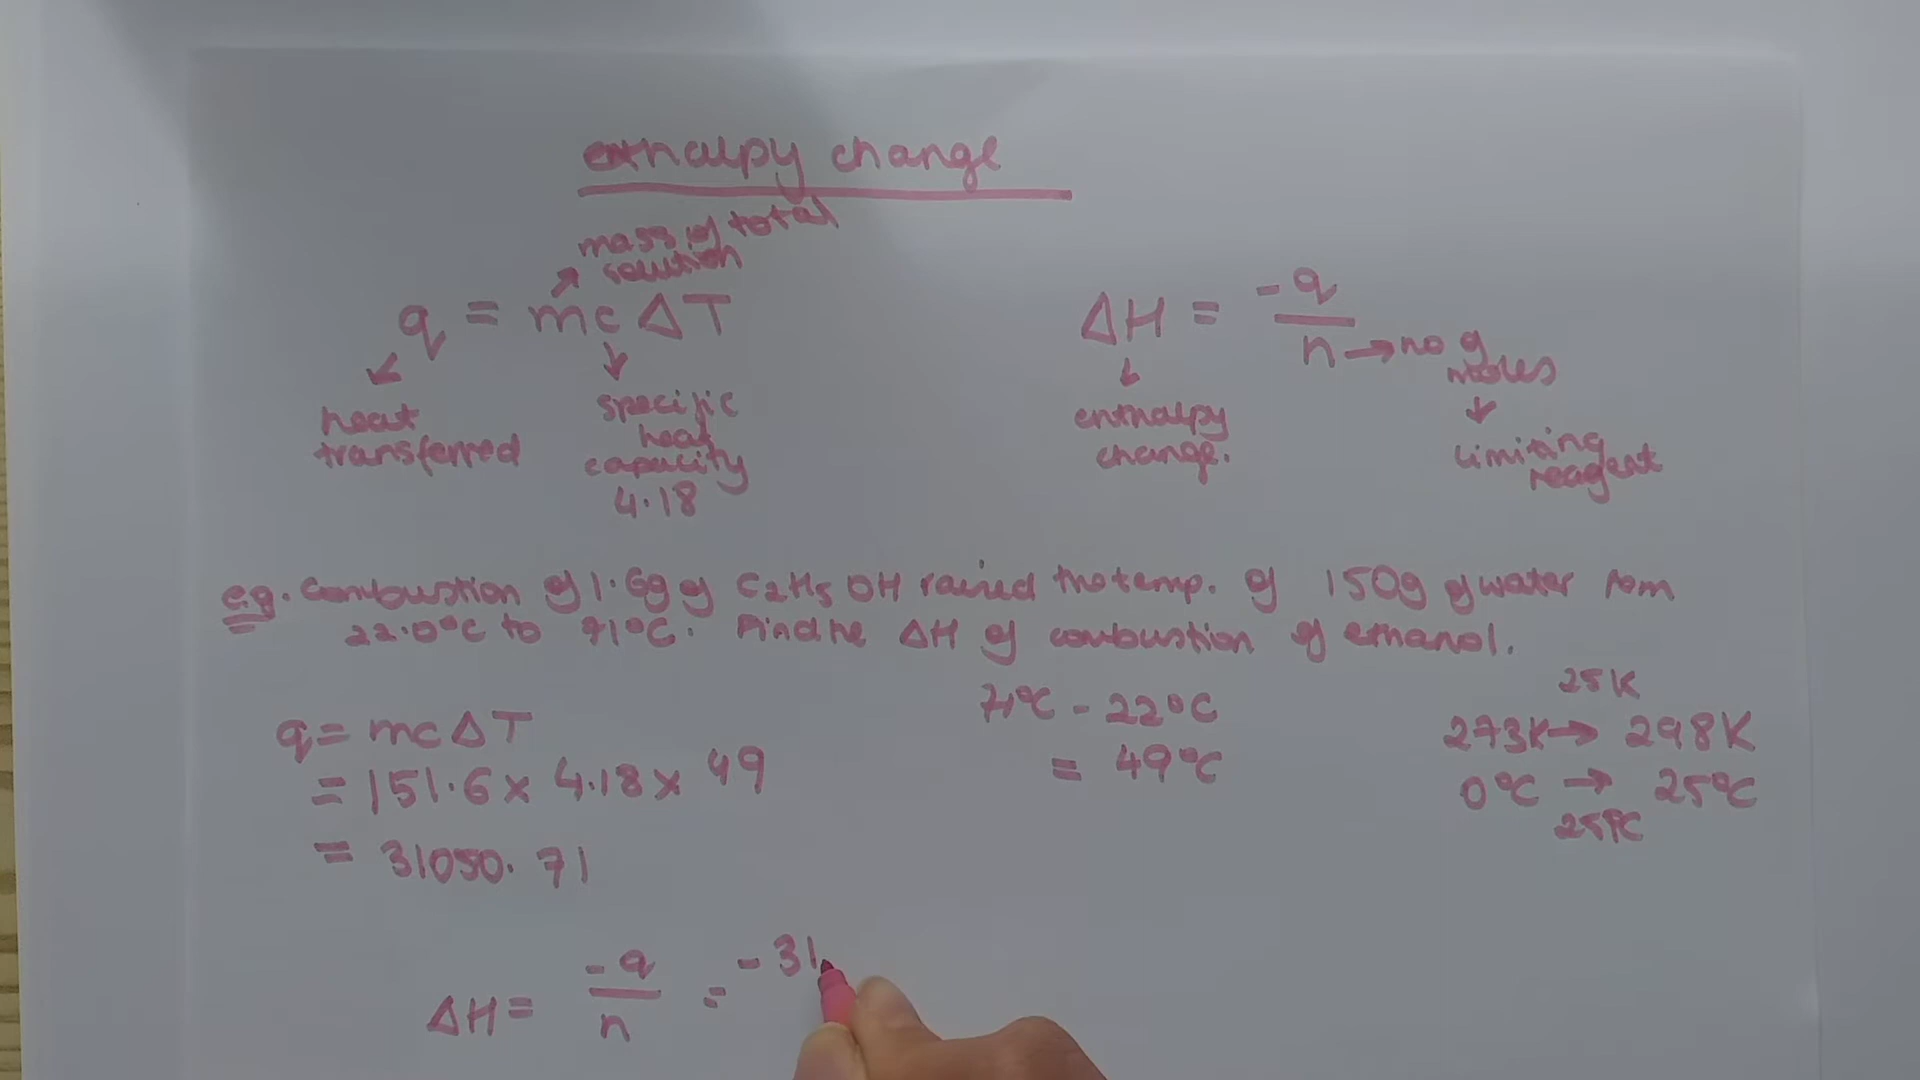 enthalpy change
mass of total
solution
q = mc ΔT
heat
transferred
specific
heat
capacity
4.18
ΔH = -q
n → no of
moles
enthalpy
change.
limiting
reagent
e.g. Combustion of 1.6g of C2H5OH raised the temp. of 150g of water from
22.0°C to 71°C. Find the ΔH of combustion of ethanol.
q = mcΔT
= 151.6 x 4.18 x 49
= 31050.71
71°C - 22°C
= 49°C
25K
273K → 298K
0°C → 25°C
25°C
ΔH = -q/n = -31